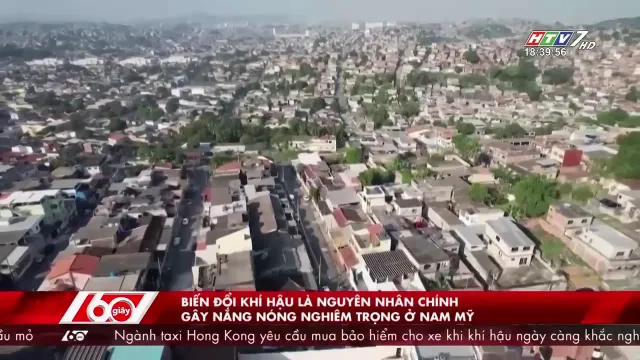 HTV7 HD
18:39:56
BIẾN ĐỔI KHÍ HẬU LÀ NGUYÊN NHÂN CHÍNH
GÂY NẮNG NÓNG NGHIÊM TRỌNG Ở NAM MỸ
60 giây
ầu mỏ Ngành taxi Hong Kong yêu cầu mua bảo hiểm cho xe khi khí hậu ngày càng khắc